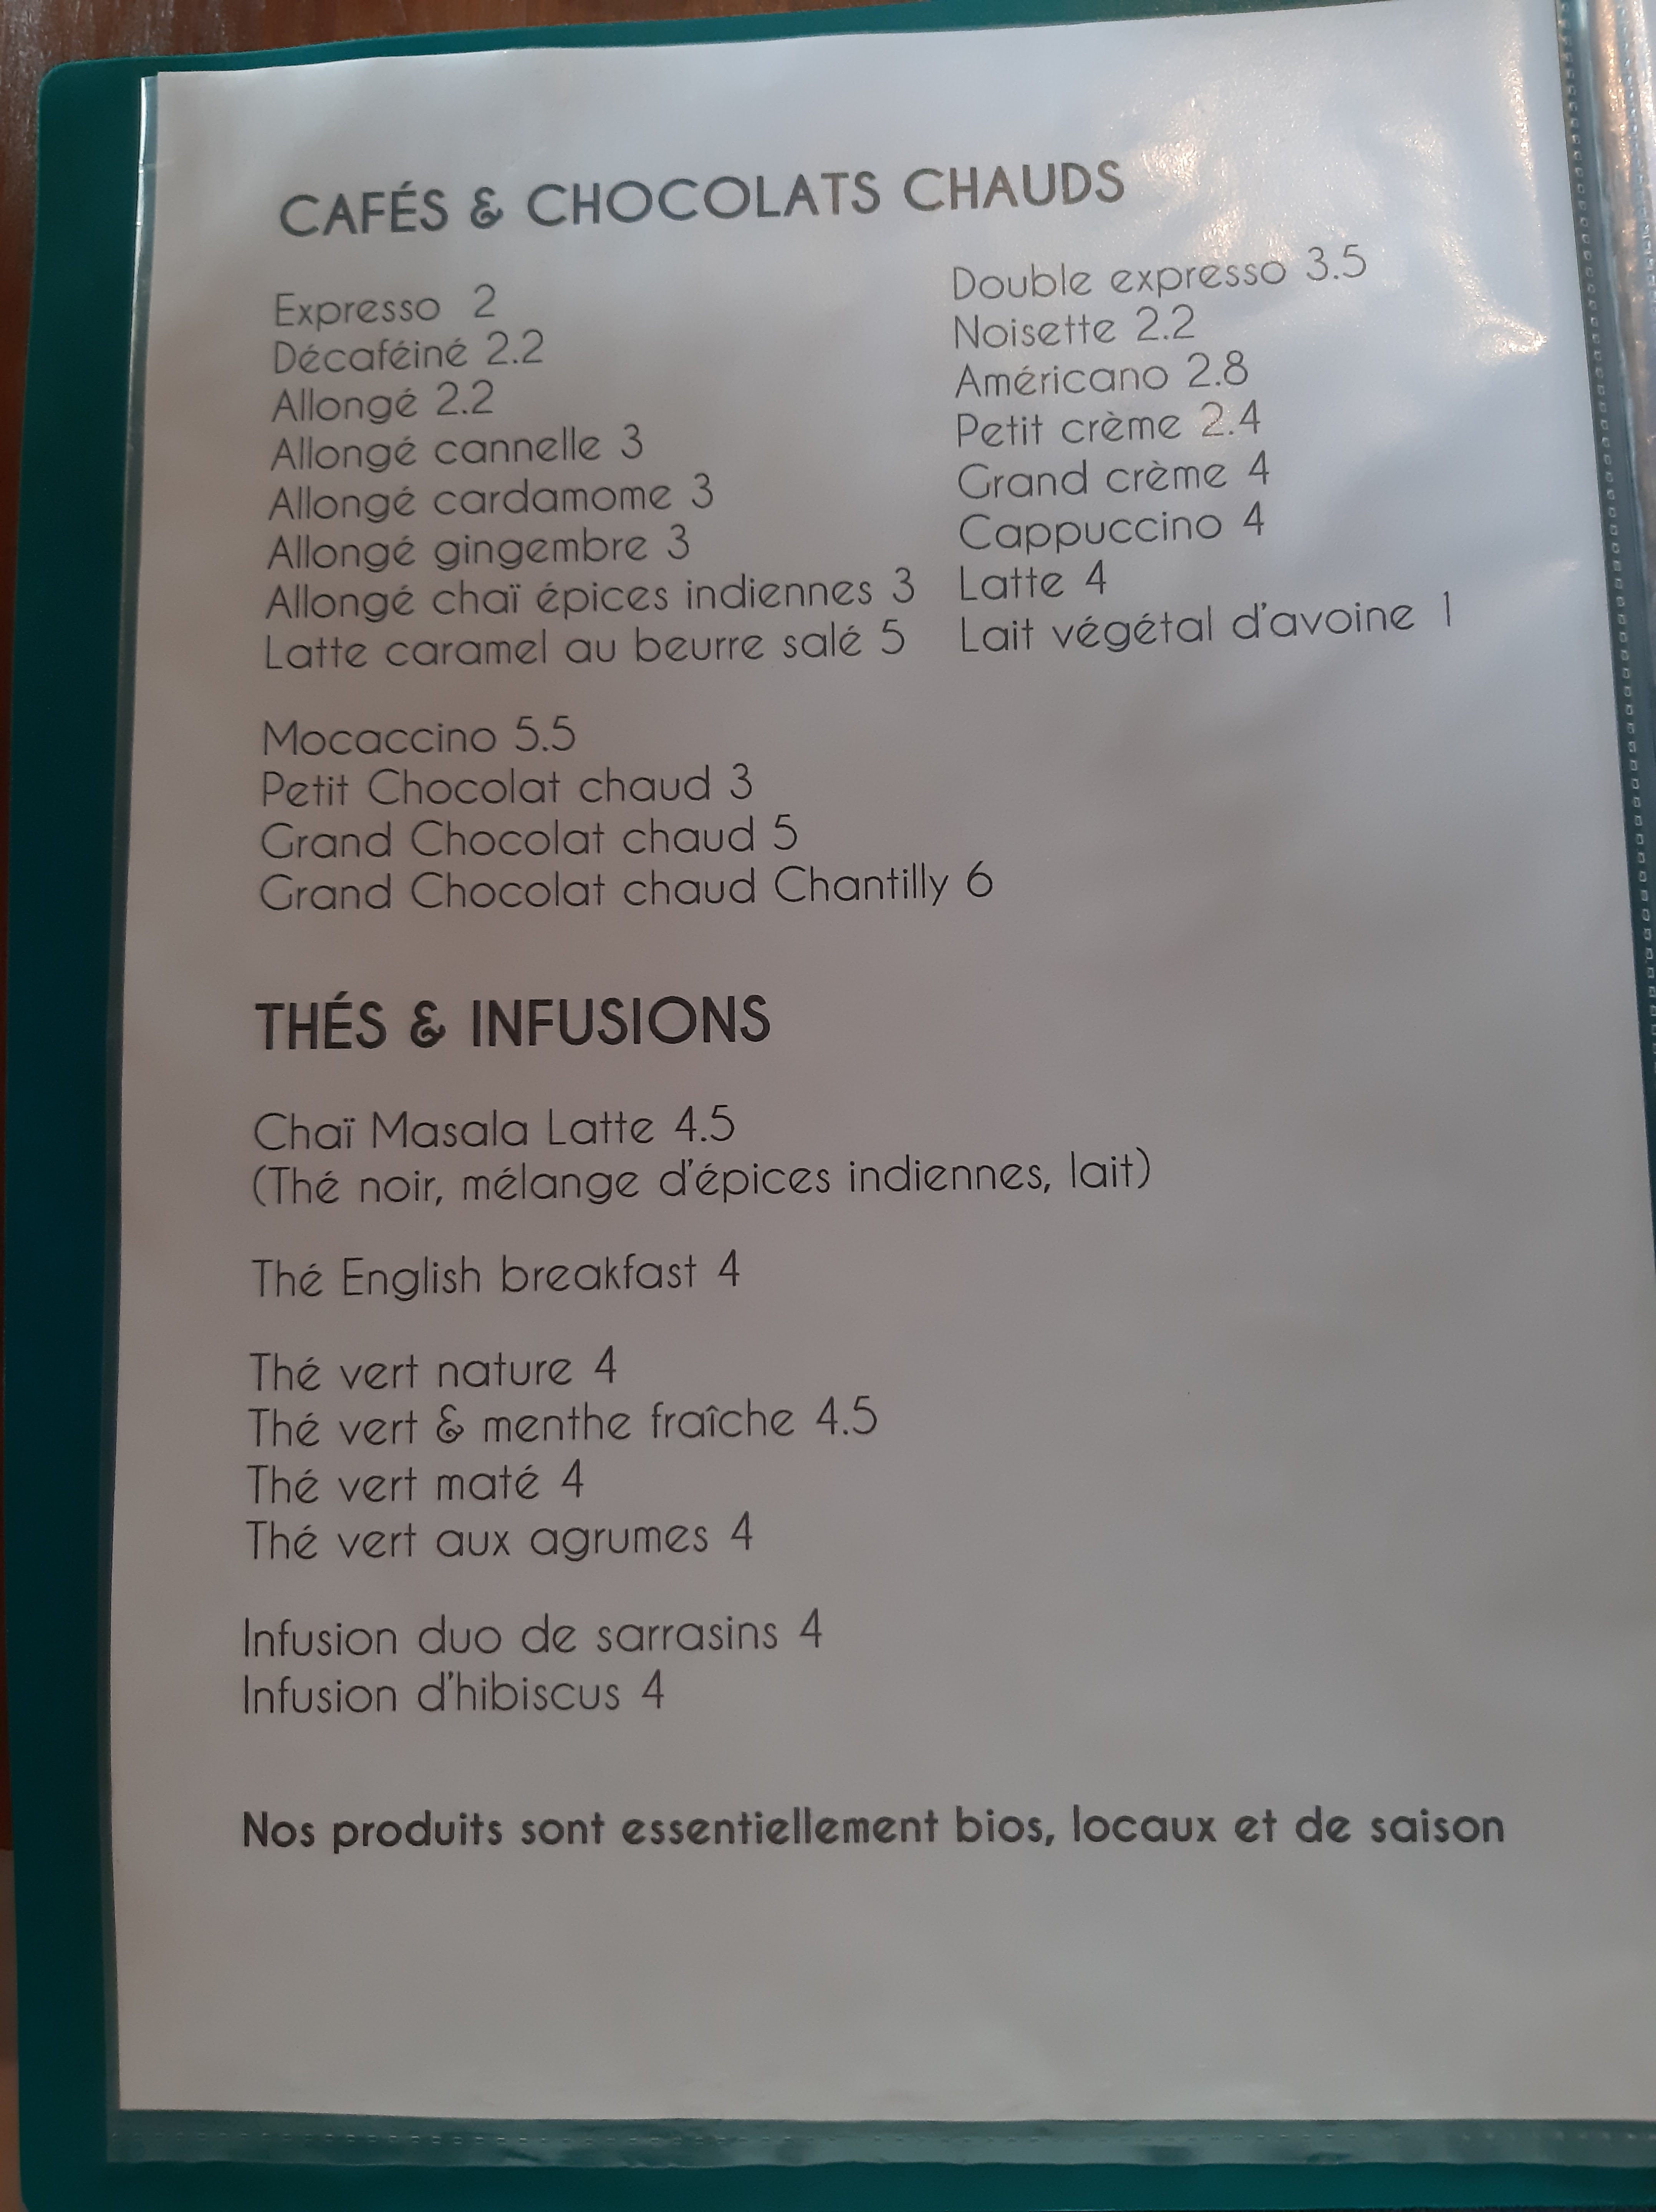 CAFÉS & CHOCOLATS CHAUDS
Expresso 2
Décaféiné 2.2
Allongé 2.2
Allongé cannelle 3
Allongé cardamome 3
Allongé gingembre 3
Allongé chaï épices indiennes 3
Latte caramel au beurre salé 5
Double expresso 3.5
Noisette 2.2
Américano 2.8
Petit crème 2.4
Grand crème 4
Cappuccino 4
Latte 4
Lait végétal d'avoine 1
Mocaccino 5.5
Petit Chocolat chaud 3
Grand Chocolat chaud 5
Grand Chocolat chaud Chantilly 6
THÉS & INFUSIONS
Chaï Masala Latte 4.5
(Thé noir, mélange d'épices indiennes, lait)
Thé English breakfast 4
Thé vert nature 4
Thé vert & menthe fraîche 4.5
Thé vert maté 4
Thé vert aux agrumes 4
Infusion duo de sarrasins 4
Infusion d'hibiscus 4
Nos produits sont essentiellement bios, locaux et de saison